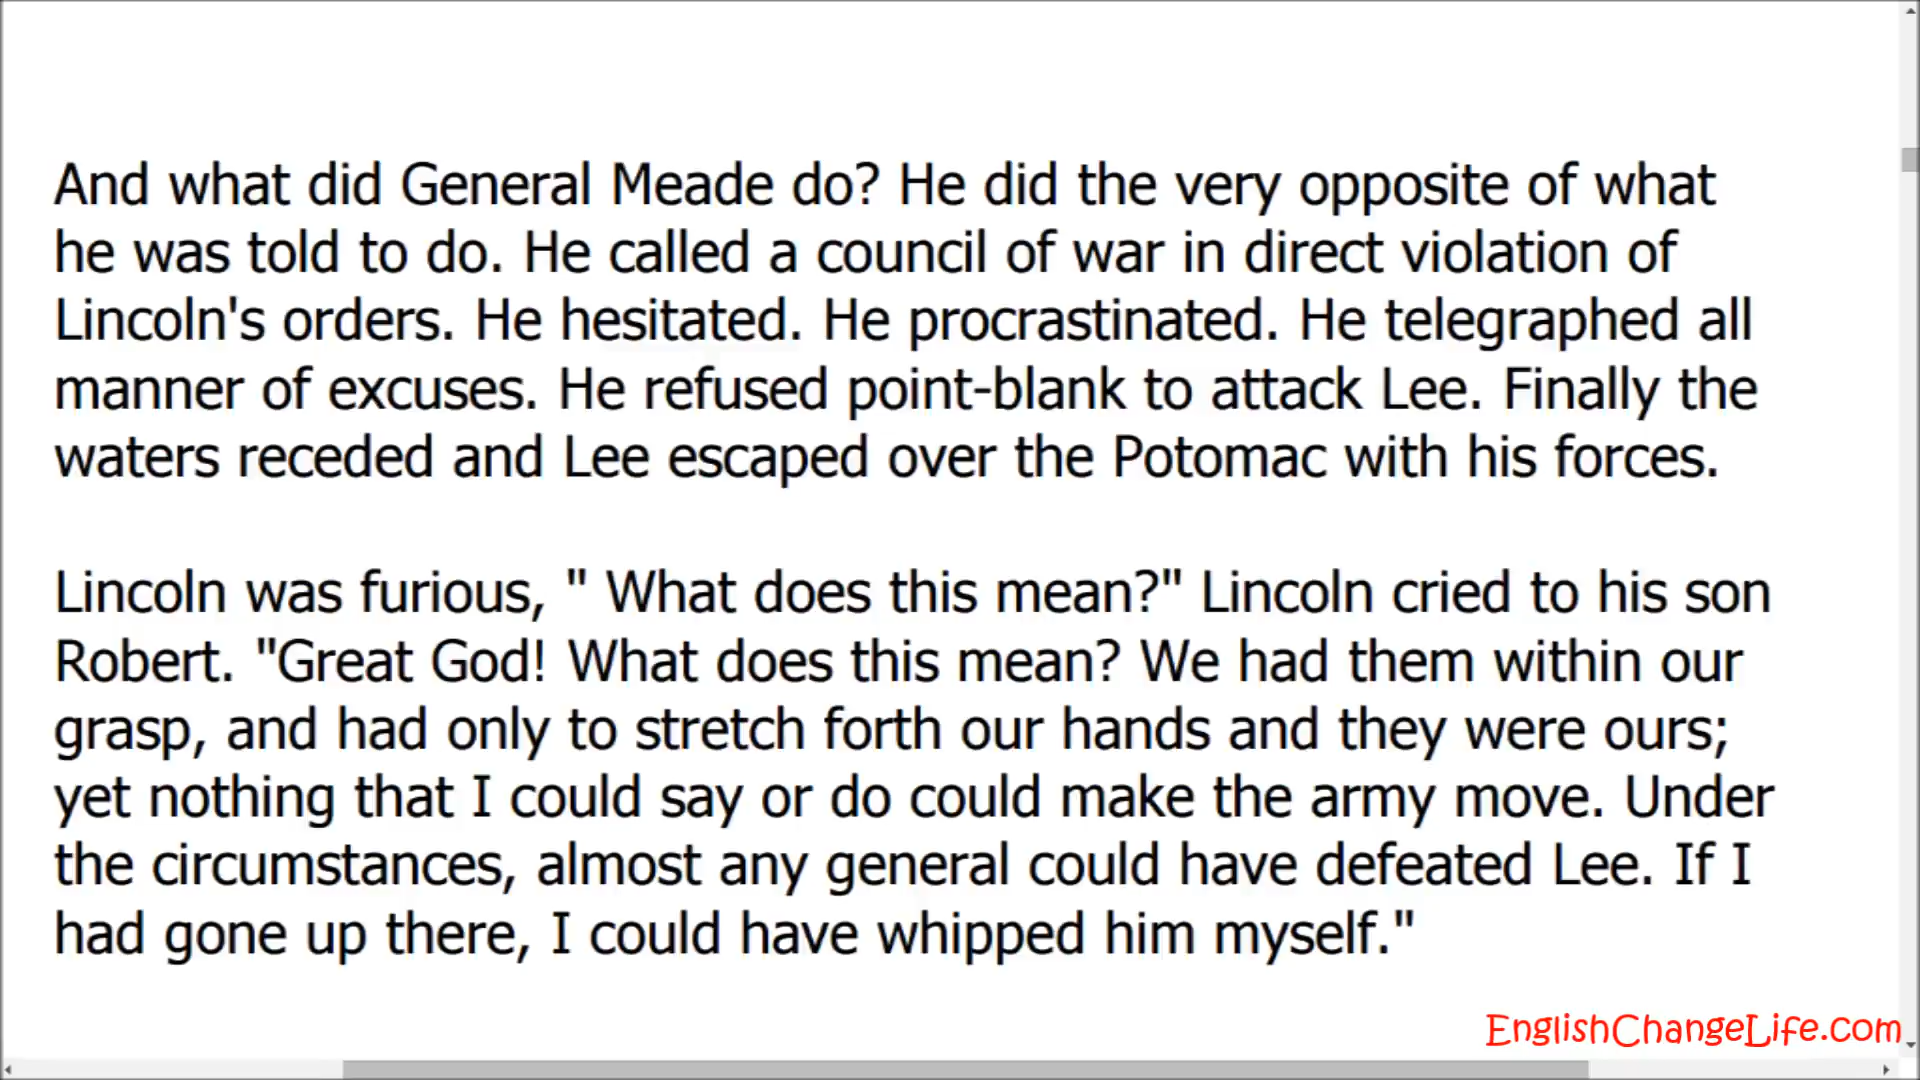 And what did General Meade do? He did the very opposite of what
he was told to do. He called a council of war in direct violation of
Lincoln's orders. He hesitated. He procrastinated. He telegraphed all
manner of excuses. He refused point-blank to attack Lee. Finally the
waters receded and Lee escaped over the Potomac with his forces.
Lincoln was furious, " What does this mean?" Lincoln cried to his son
Robert. "Great God! What does this mean? We had them within our
grasp, and had only to stretch forth our hands and they were ours;
yet nothing that I could say or do could make the army move. Under
the circumstances, almost any general could have defeated Lee. If I
had gone up there, I could have whipped him myself."
EnglishChangeLife.com